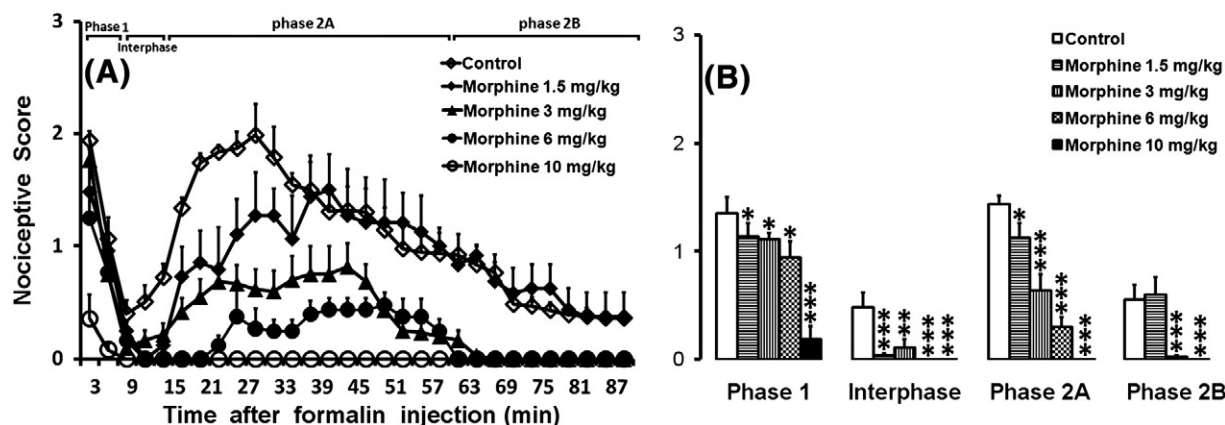 3
2
1
0
Nociceptive Score
Phase 1
Interphase
phase 2A
phase 2B
(A)
Control
Morphine 1.5 mg/kg
Morphine 3 mg/kg
Morphine 6 mg/kg
Morphine 10 mg/kg
3 9 15 21 27 33 39 45 51 57 63 69 75 81 87
Time after formalin injection (min)
3
2
1
0
(B)
Control
Morphine 1.5 mg/kg
Morphine 3 mg/kg
Morphine 6 mg/kg
Morphine 10 mg/kg
* * * ***
*** ** *** ***
* *** *** ***
*** ***
Phase 1 Interphase Phase 2A Phase 2B